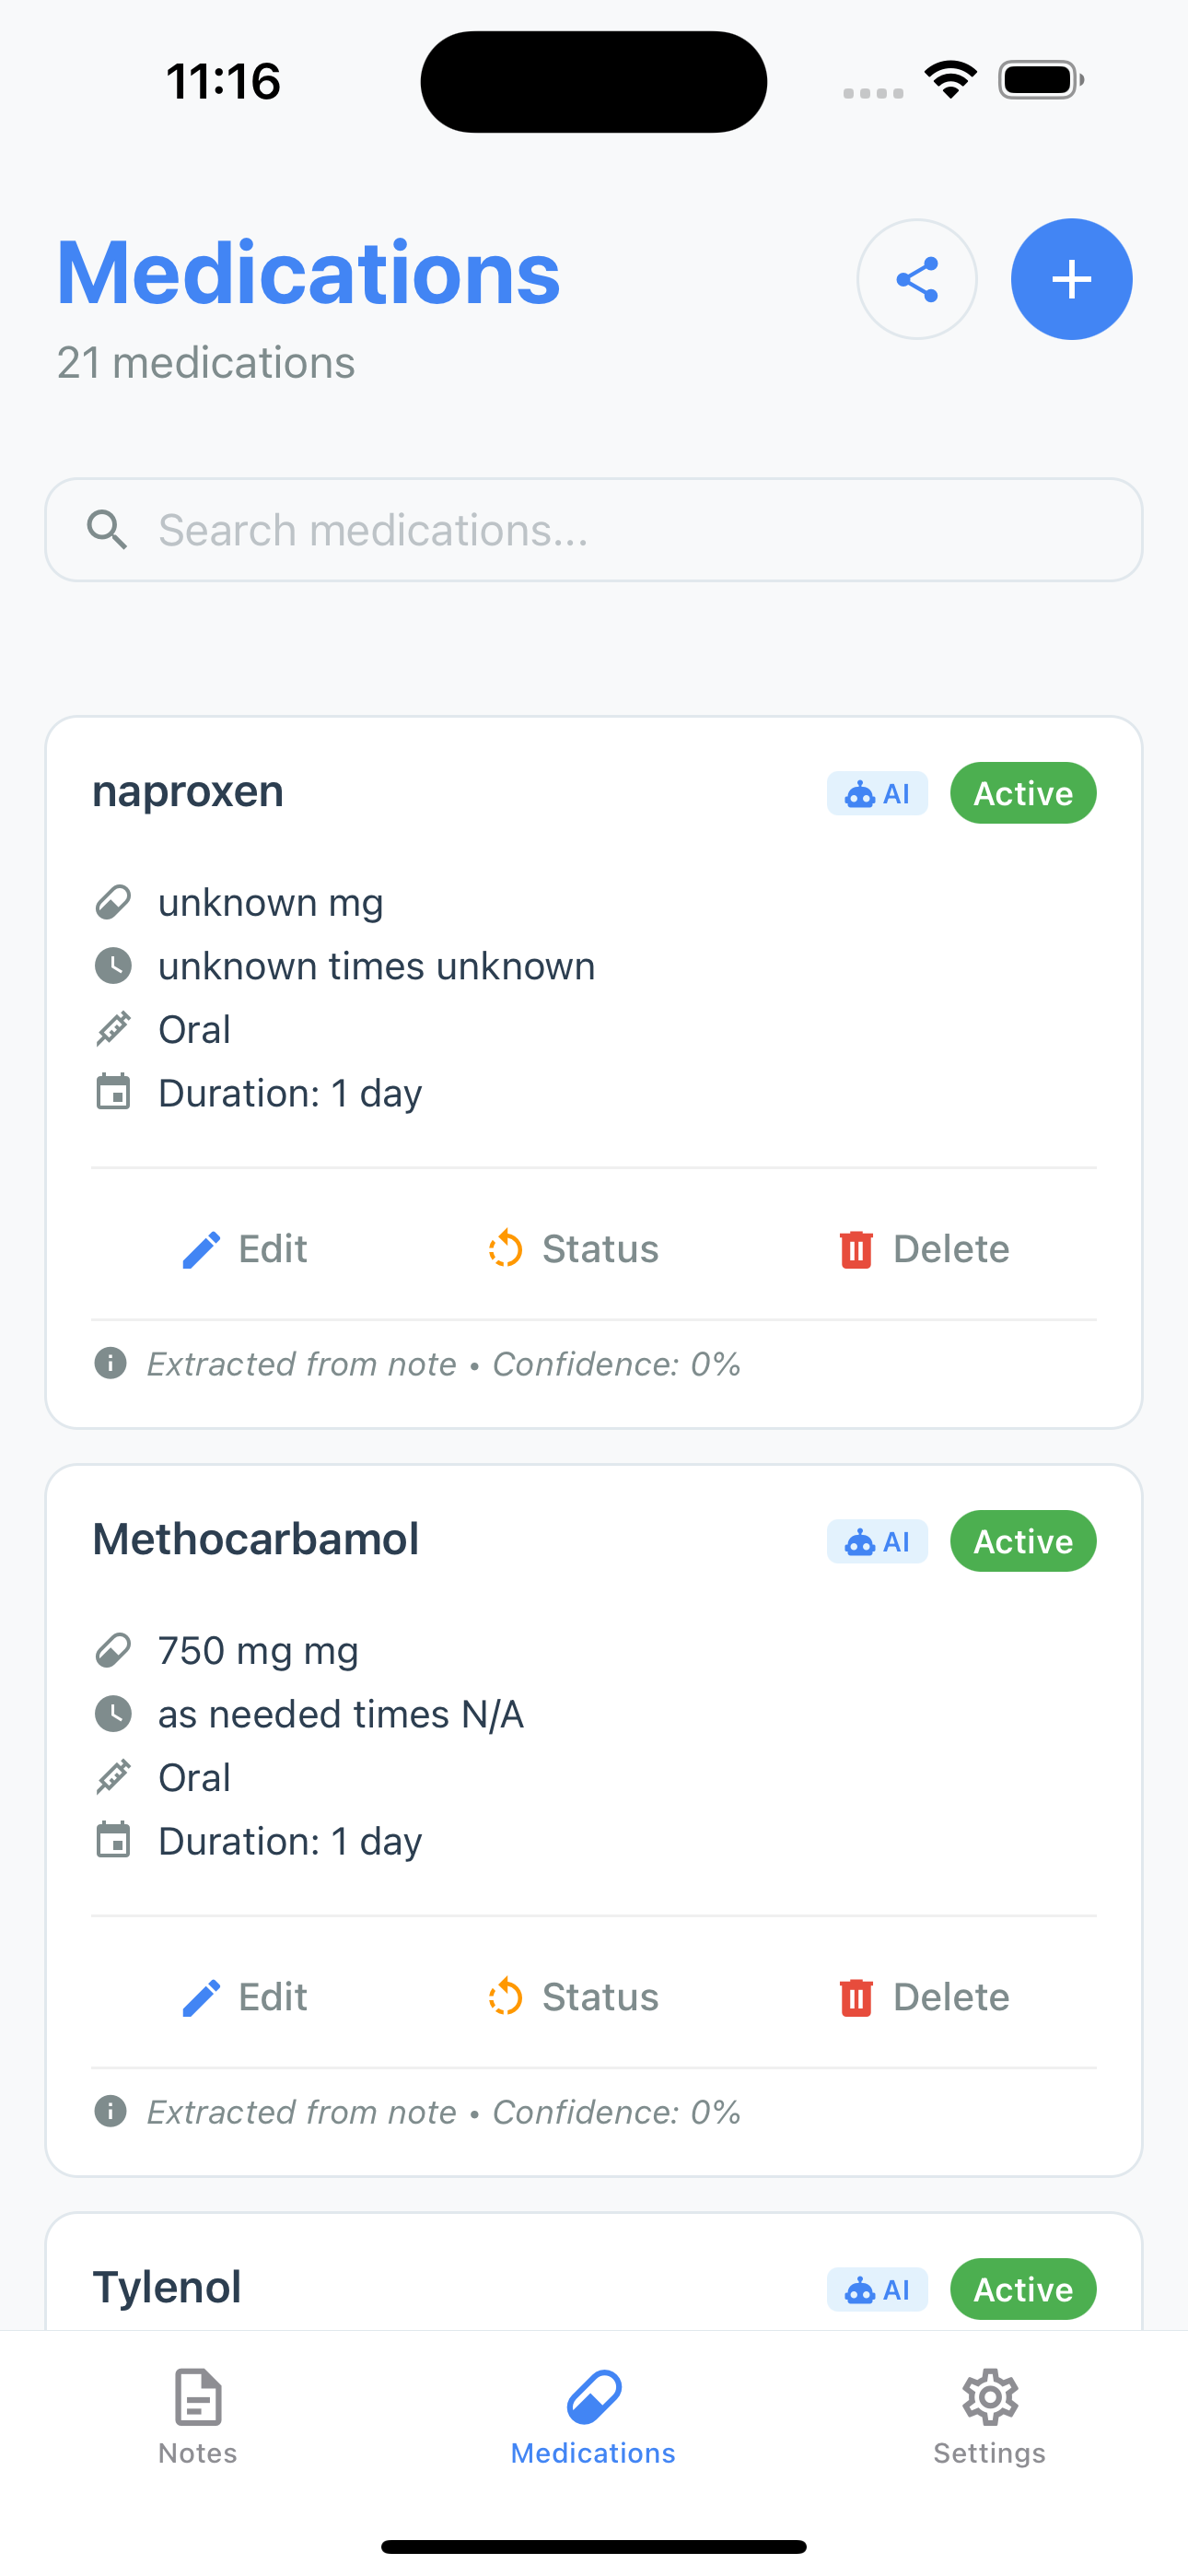 11:16
Medications
21 medications
Search medications...
naproxen
AI
Active
unknown mg
unknown times unknown
Oral
Duration: 1 day
Edit
Status
Delete
Extracted from note • Confidence: 0%
Methocarbamol
AI
Active
750 mg mg
as needed times N/A
Oral
Duration: 1 day
Edit
Status
Delete
Extracted from note • Confidence: 0%
Tylenol
AI
Active
Notes
Medications
Settings